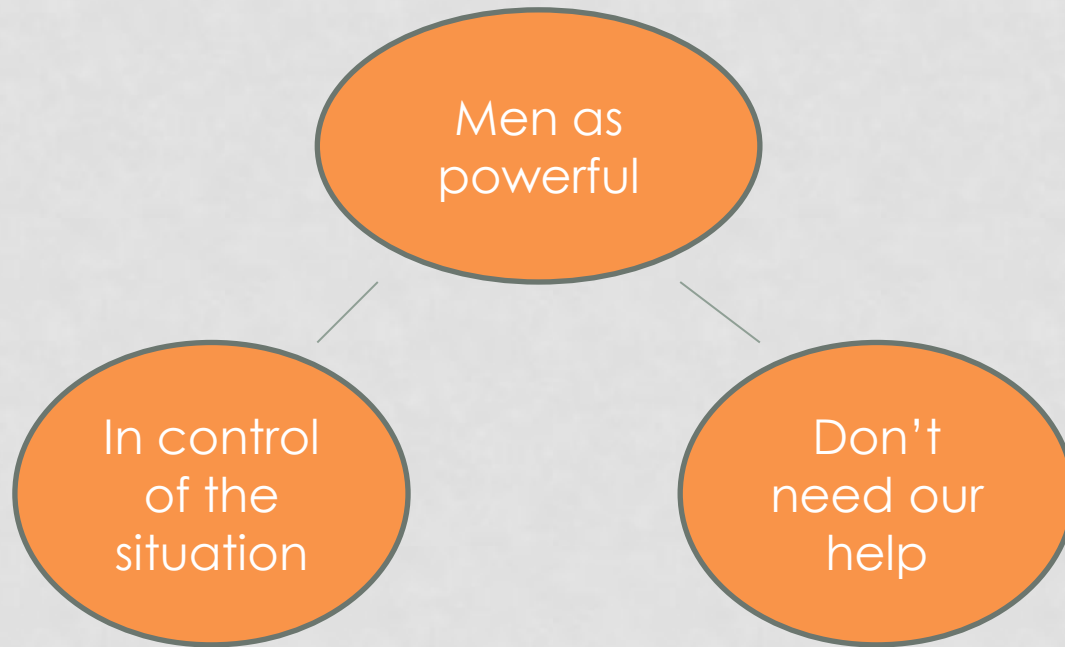 Men as
powerful
In control
of the
situation
Don’t
need our
help